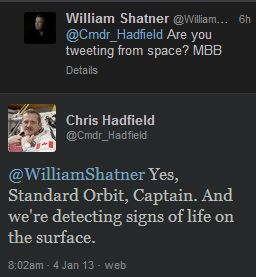 William Shatner @William... 6h
@Cmdr_Hadfield Are you
tweeting from space? MBB
Details
Chris Hadfield
@Cmdr_Hadfield
@WilliamShatner Yes,
Standard Orbit, Captain. And
we're detecting signs of life on
the surface.
8:02am · 4 Jan 13 · web